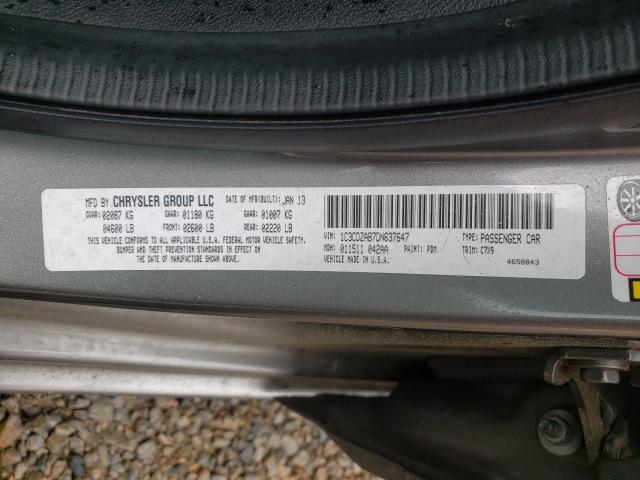 MFD BY CHRYSLER GROUP LLC DATE OF MFR(BUILT): JAN 13
GVWR: 02087 KG GAWR: 01180 KG GAWR: 01007 KG
04600 LB FRONT: 02600 LB REAR: 02220 LB
THIS VEHICLE CONFORMS TO ALL APPLICABLE U.S.A. FEDERAL MOTOR VEHICLE SAFETY,
BUMPER AND THEFT PREVENTION STANDARDS IN EFFECT ON THE
DATE OF MANUFACTURE SHOWN ABOVE.
VIN: 1C3CDZAB7DN637647 TYPE: PASSENGER CAR
MDH: 011511 042AA PAINT: PDM TRIM: C7X9
VEHICLE MADE IN U.S.A. 4658843